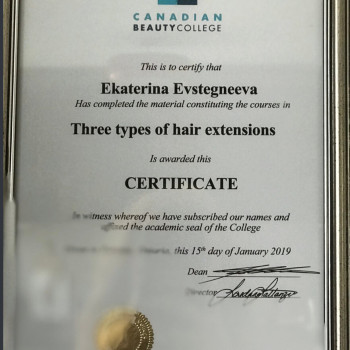 CANADIAN
BEAUTYCOLLEGE
This is to certify that
Ekaterina Evstegneeva
Has completed the material constituting the courses in
Three types of hair extensions
Is awarded this
CERTIFICATE
In witness whereof we have subscribed our names and
affixed the academic seal of the College
this 15th day of January 2019
Dean
Director